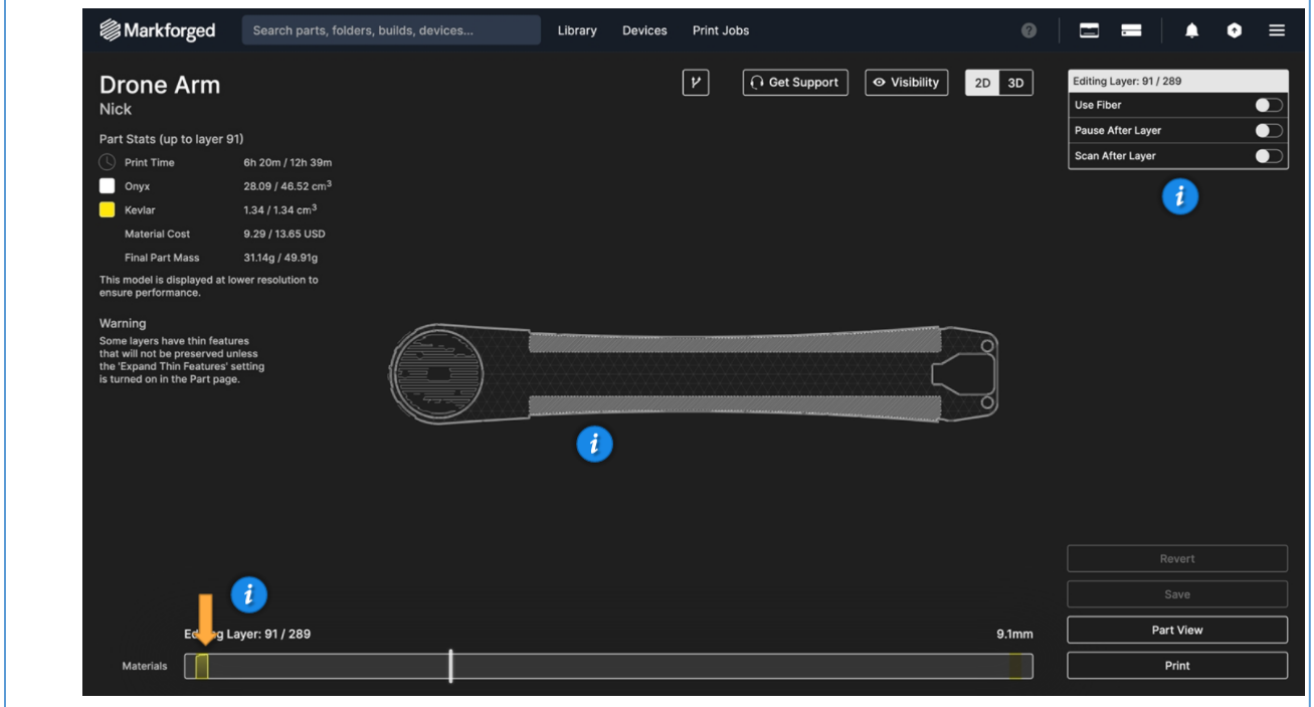 Markforged
Search parts, folders, builds, devices...
Library
Devices
Print Jobs
?
Drone Arm
Nick
Get Support
Visibility
2D
3D
Editing Layer: 91 / 289
Use Fiber
Pause After Layer
Scan After Layer
i
Part Stats (up to layer 91)
Print Time 6h 20m / 12h 39m
Onyx 28.09 / 46.52 cm³
Kevlar 1.34 / 1.34 cm³
Material Cost 9.29 / 13.65 USD
Final Part Mass 31.14g / 49.91g
This model is displayed at lower resolution to
ensure performance.
Warning
Some layers have thin features
that will not be preserved unless
the 'Expand Thin Features' setting
is turned on in the Part page.
i
i
Editing Layer: 91 / 289
9.1mm
Materials
Revert
Save
Part View
Print